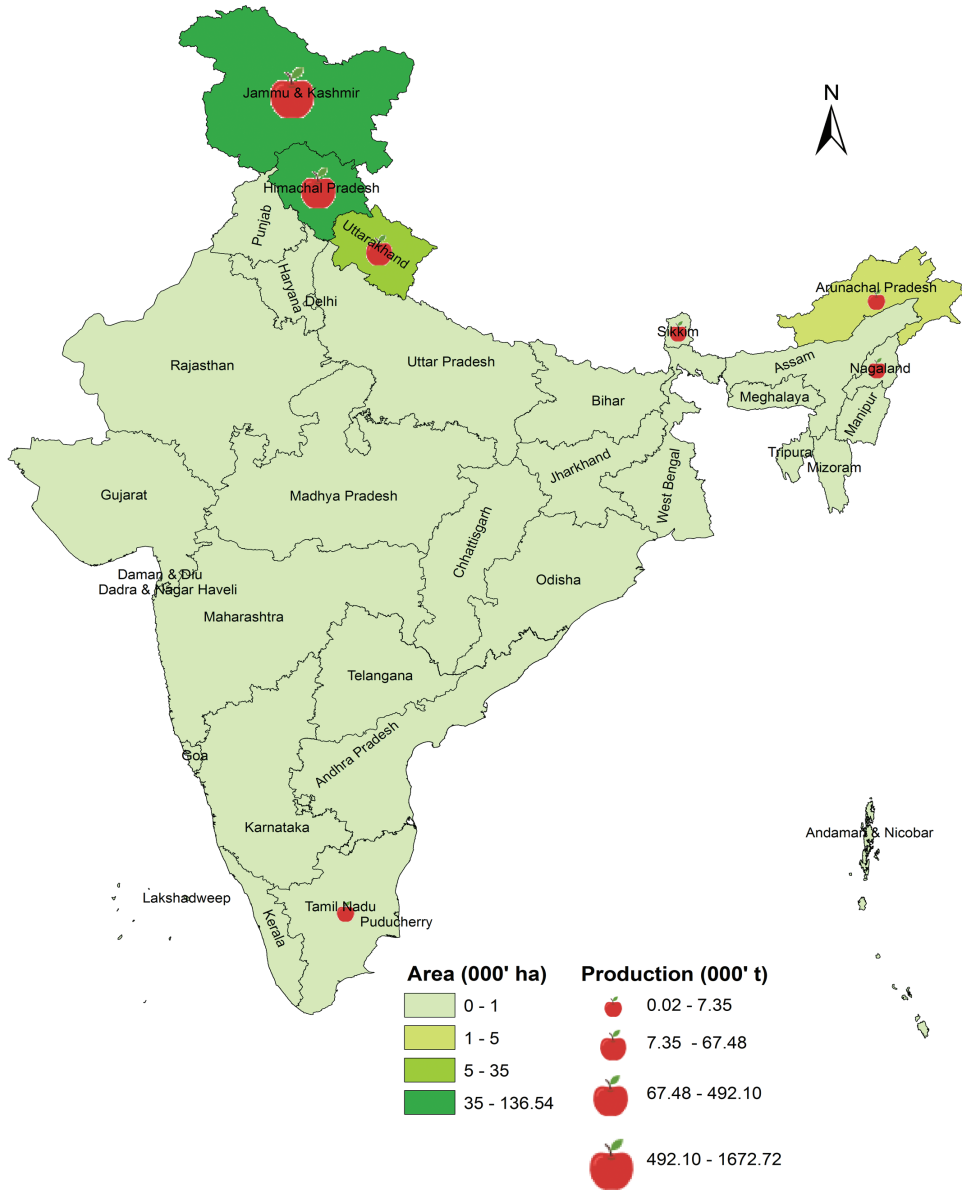 N
Jammu & Kashmir
Himachal Pradesh
Punjab
Uttarakhand
Haryana
Delhi
Arunachal Pradesh
Sikkim
Rajasthan
Uttar Pradesh
Assam
Nagaland
Bihar
Meghalaya
Manipur
Tripura
Mizoram
Jharkhand
West Bengal
Gujarat
Madhya Pradesh
Chhattisgarh
Daman & Diu
Dadra & Nagar Haveli
Odisha
Maharashtra
Telangana
Goa
Andhra Pradesh
Karnataka
Andaman & Nicobar
Lakshadweep
Kerala
Tamil Nadu
Puducherry
Area (000' ha)
0 - 1
1 - 5
5 - 35
35 - 136.54
Production (000' t)
0.02 - 7.35
7.35 - 67.48
67.48 - 492.10
492.10 - 1672.72